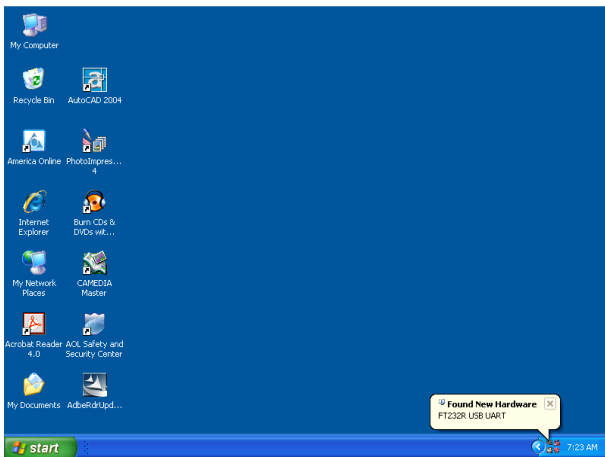 My Computer
Recycle Bin
AutoCAD 2004
America Online
PhotoImpres...
4
Internet
Explorer
Burn CDs &
DVDs wit...
My Network
Places
CAMEDIA
Master
Acrobat Reader
4.0
AOL Safety and
Security Center
My Documents
AdbeRdrUpd...
Found New Hardware
FT232R USB UART
start
7:23 AM